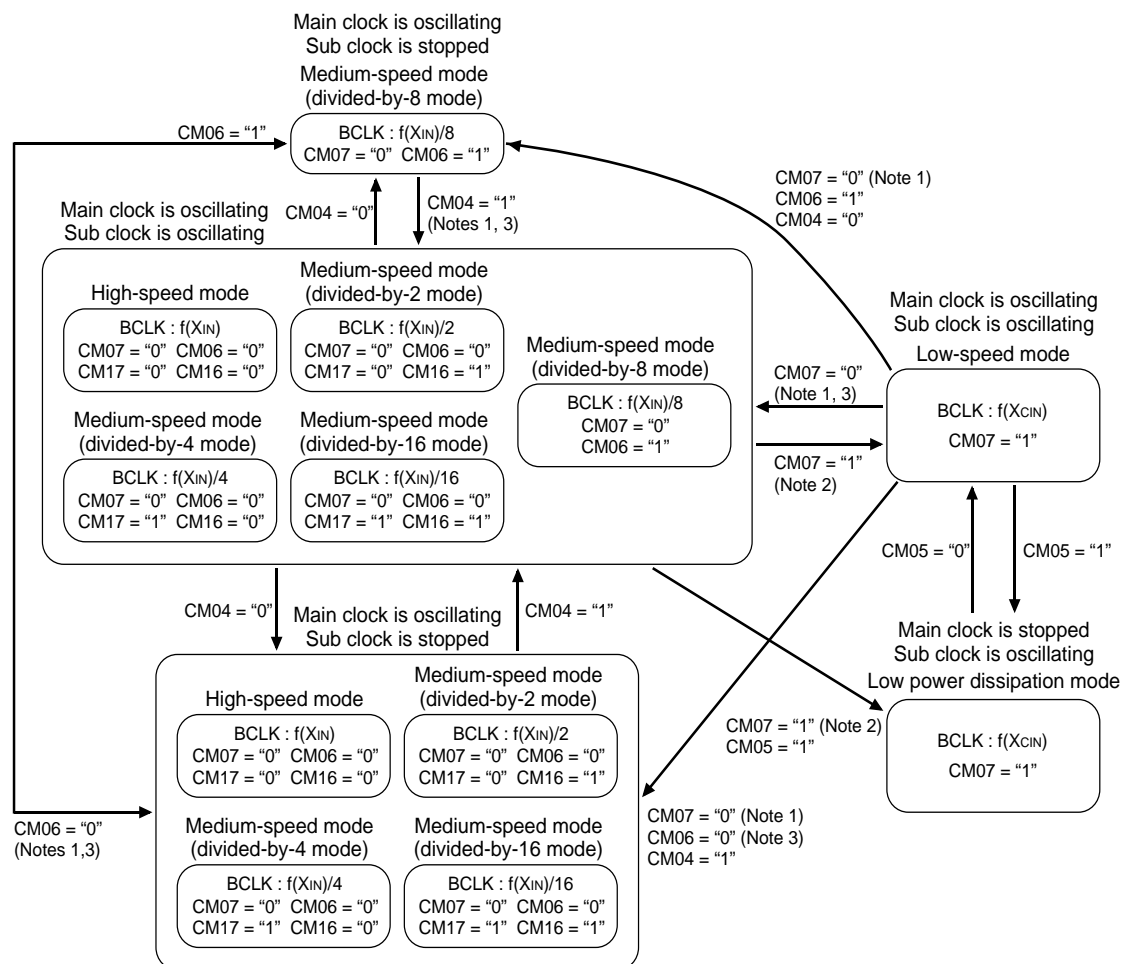 Main clock is oscillating
Sub clock is stopped
Medium-speed mode
(divided-by-8 mode)
BCLK : f(XIN)/8
CM07 = “0” CM06 = “1”
CM06 = “1”
CM04 = “0”
CM04 = “1”
(Notes 1, 3)
CM07 = “0” (Note 1)
CM06 = “1”
CM04 = “0”
Main clock is oscillating
Sub clock is oscillating
High-speed mode
BCLK : f(XIN)
CM07 = “0” CM06 = “0”
CM17 = “0” CM16 = “0”
Medium-speed mode
(divided-by-2 mode)
BCLK : f(XIN)/2
CM07 = “0” CM06 = “0”
CM17 = “0” CM16 = “1”
Medium-speed mode
(divided-by-4 mode)
BCLK : f(XIN)/4
CM07 = “0” CM06 = “0”
CM17 = “1” CM16 = “0”
Medium-speed mode
(divided-by-16 mode)
BCLK : f(XIN)/16
CM07 = “0” CM06 = “0”
CM17 = “1” CM16 = “1”
Medium-speed mode
(divided-by-8 mode)
BCLK : f(XIN)/8
CM07 = “0”
CM06 = “1”
CM07 = “0”
(Note 1, 3)
CM07 = “1”
(Note 2)
Main clock is oscillating
Sub clock is oscillating
Low-speed mode
BCLK : f(XCIN)
CM07 = “1”
CM05 = “0”
CM05 = “1”
Main clock is stopped
Sub clock is oscillating
Low power dissipation mode
BCLK : f(XCIN)
CM07 = “1”
CM07 = “1” (Note 2)
CM05 = “1”
CM04 = “0”
CM04 = “1”
Main clock is oscillating
Sub clock is stopped
High-speed mode
BCLK : f(XIN)
CM07 = “0” CM06 = “0”
CM17 = “0” CM16 = “0”
Medium-speed mode
(divided-by-2 mode)
BCLK : f(XIN)/2
CM07 = “0” CM06 = “0”
CM17 = “0” CM16 = “1”
Medium-speed mode
(divided-by-4 mode)
BCLK : f(XIN)/4
CM07 = “0” CM06 = “0”
CM17 = “1” CM16 = “0”
Medium-speed mode
(divided-by-16 mode)
BCLK : f(XIN)/16
CM07 = “0” CM06 = “0”
CM17 = “1” CM16 = “1”
CM07 = “0” (Note 1)
CM06 = “0” (Note 3)
CM04 = “1”
CM06 = “0”
(Notes 1,3)